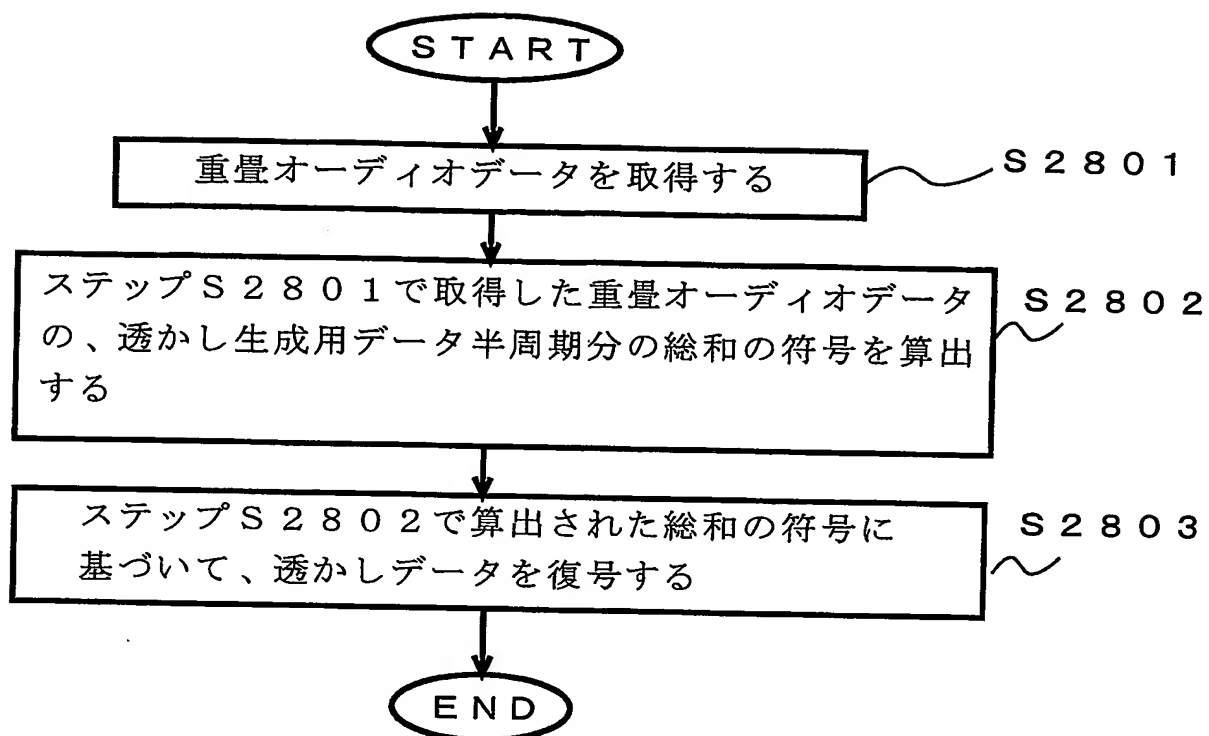 START
重畳オーディオデータを取得する
S2801
ステップS2801で取得した重畳オーディオデータ
の、透かし生成用データ半周期分の総和の符号を算出
する
S2802
ステップS2802で算出された総和の符号に
基づいて、透かしデータを復号する
S2803
END